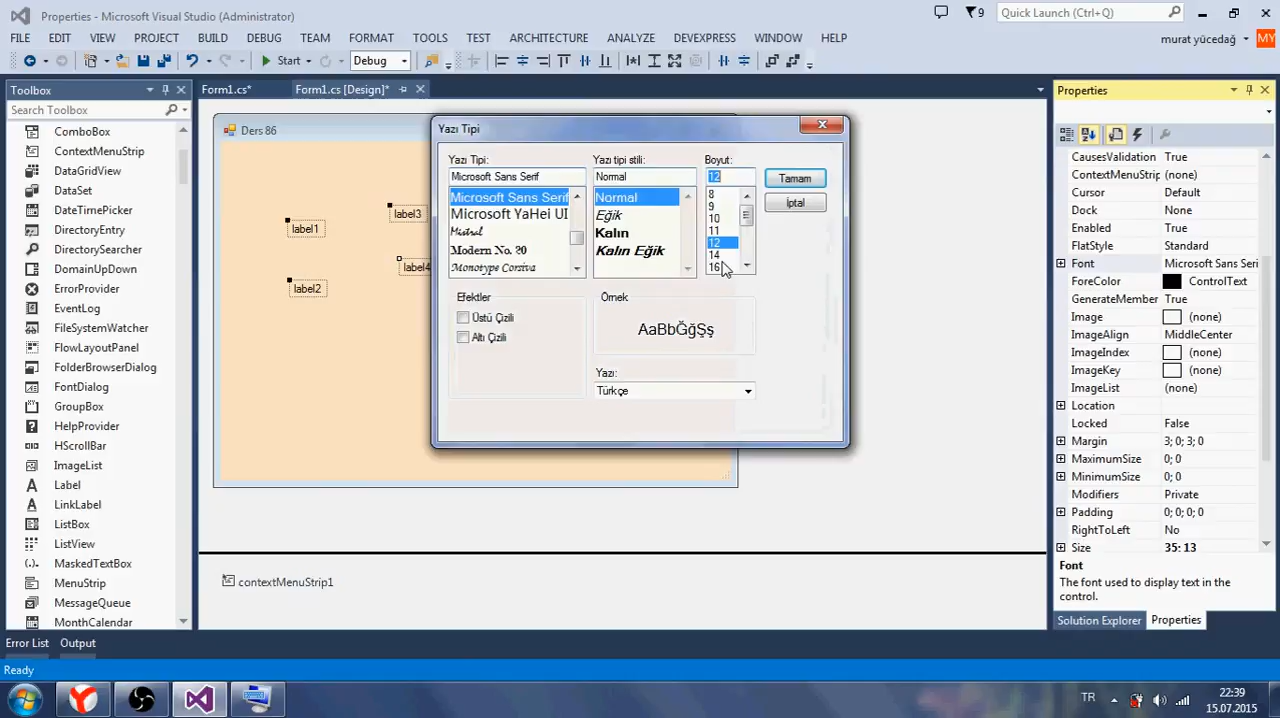 Properties - Microsoft Visual Studio (Administrator)
9
Quick Launch (Ctrl+Q)
FILE EDIT VIEW PROJECT BUILD DEBUG TEAM FORMAT TOOLS TEST ARCHITECTURE ANALYZE DEVEXPRESS WINDOW HELP
murat yücedağ
MY
Start
Debug
Toolbox
Search Toolbox
ComboBox
ContextMenuStrip
DataGridView
DataSet
DateTimePicker
DirectoryEntry
DirectorySearcher
DomainUpDown
ErrorProvider
EventLog
FileSystemWatcher
FlowLayoutPanel
FolderBrowserDialog
FontDialog
GroupBox
HelpProvider
HScrollBar
ImageList
Label
LinkLabel
ListBox
ListView
MaskedTextBox
MenuStrip
MessageQueue
MonthCalendar
Form1.cs*
Form1.cs [Design]*
Ders 86
label1
label3
label4
label2
contextMenuStrip1
Yazı Tipi
Yazı Tipi:
Microsoft Sans Serif
Microsoft Sans Serif
Microsoft YaHei UI
Mistral
Modern No. 20
Monotype Corsiva
Yazı tipi stili:
Normal
Normal
Eğik
Kalın
Kalın Eğik
Boyut:
12
8
9
10
11
12
14
16
Tamam
İptal
Efektler
Üstü Çizili
Altı Çizili
Örnek
AaBbĞğŞş
Yazı:
Türkçe
Properties
CausesValidation True
ContextMenuStrip (none)
Cursor Default
Dock None
Enabled True
FlatStyle Standard
Font Microsoft Sans Seri
ForeColor ControlText
GenerateMember True
Image (none)
ImageAlign MiddleCenter
ImageIndex (none)
ImageKey (none)
ImageList (none)
Location
Locked False
Margin 3; 0; 3; 0
MaximumSize 0; 0
MinimumSize 0; 0
Modifiers Private
Padding 0; 0; 0; 0
RightToLeft No
Size 35; 13
Font
The font used to display text in the
control.
Solution Explorer Properties
Error List Output
Ready
TR
22:39
15.07.2015